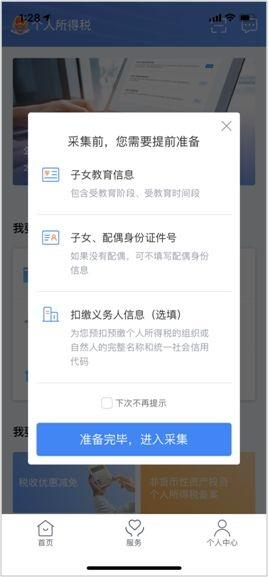 1:28
个人所得税
采集前，您需要提前准备
子女教育信息
包含受教育阶段、受教育时间段
子女、配偶身份证件号
如果没有配偶，可不填写配偶身份
信息
扣缴义务人信息（选填）
为您预扣预缴个人所得税的组织或
自然人的完整名称和统一社会信用
代码
下次不再提示
准备完毕，进入采集
税收优惠减免
非货币性资产投资
个人所得税备案
首页
服务
个人中心